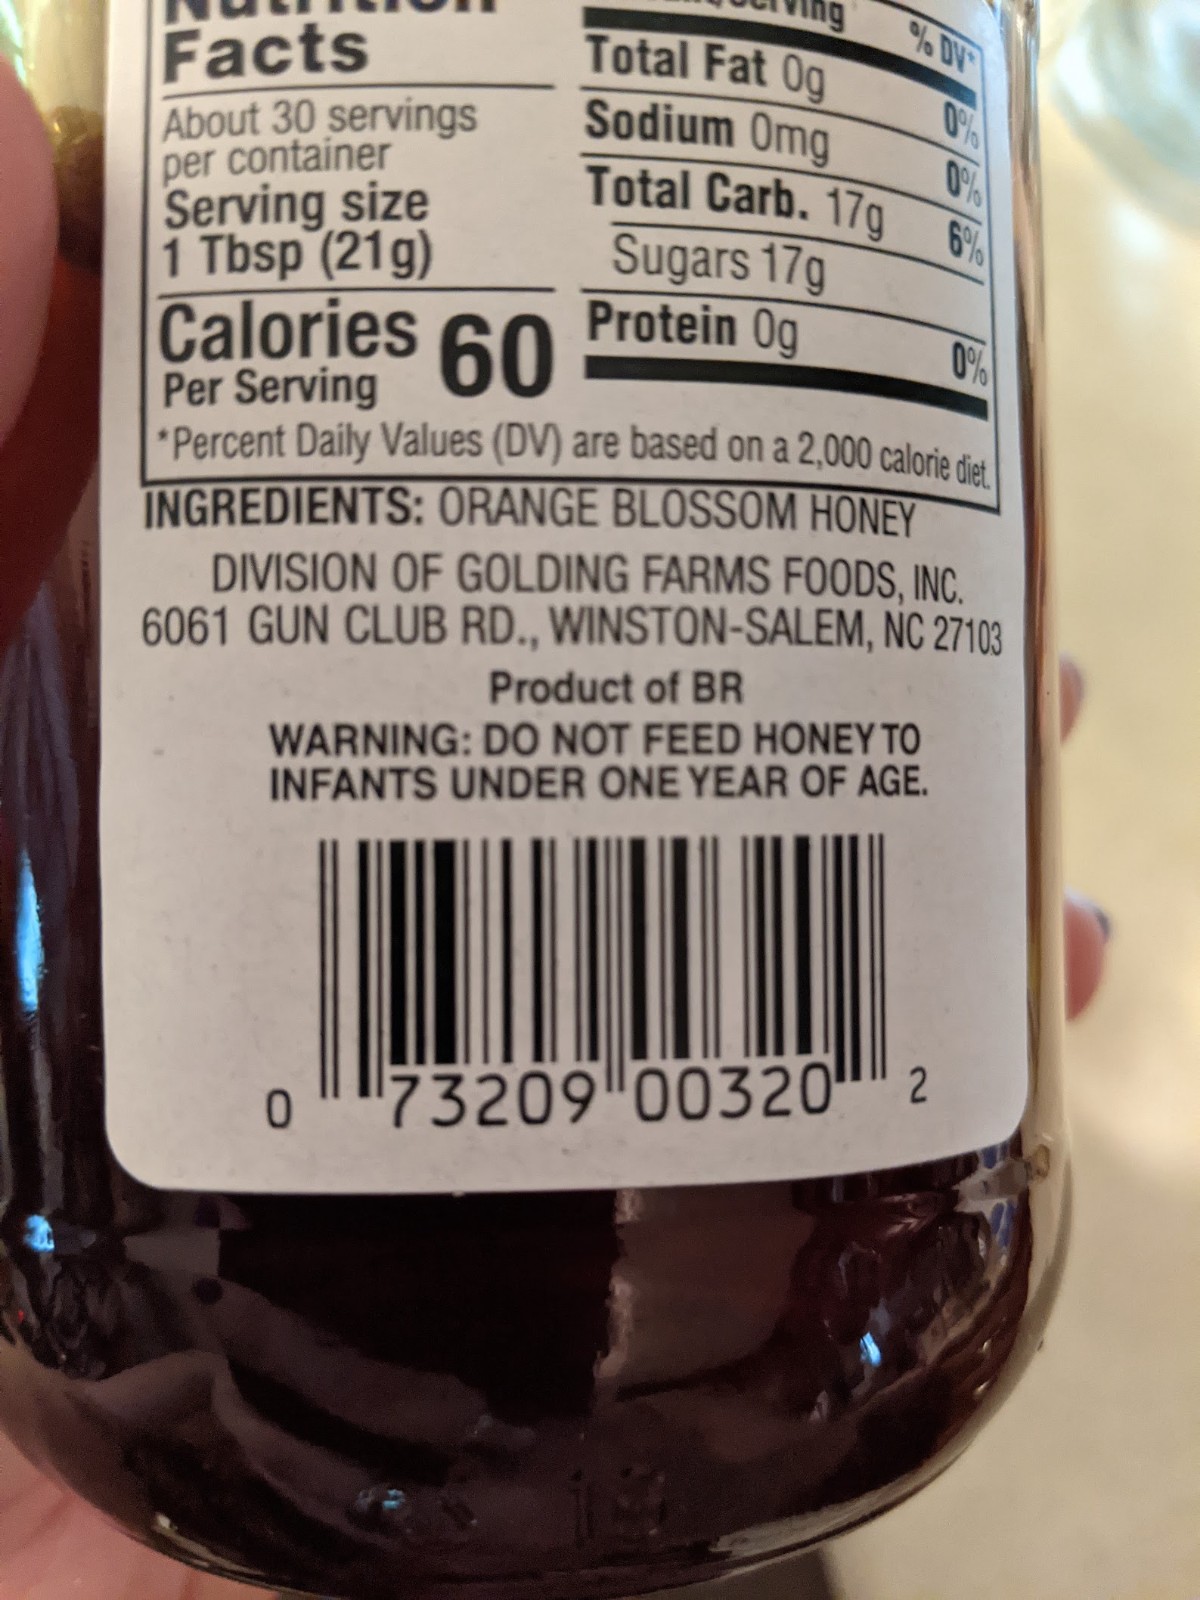 Nutrition
Facts
About 30 servings
per container
Serving size
1 Tbsp (21g)
Calories 60
Per Serving
% DV*
Total Fat 0g 0%
Sodium 0mg 0%
Total Carb. 17g 6%
Sugars 17g
Protein 0g 0%
*Percent Daily Values (DV) are based on a 2,000 calorie diet.
INGREDIENTS: ORANGE BLOSSOM HONEY
DIVISION OF GOLDING FARMS FOODS, INC.
6061 GUN CLUB RD., WINSTON-SALEM, NC 27103
Product of BR
WARNING: DO NOT FEED HONEY TO
INFANTS UNDER ONE YEAR OF AGE.
0 73209 00320 2